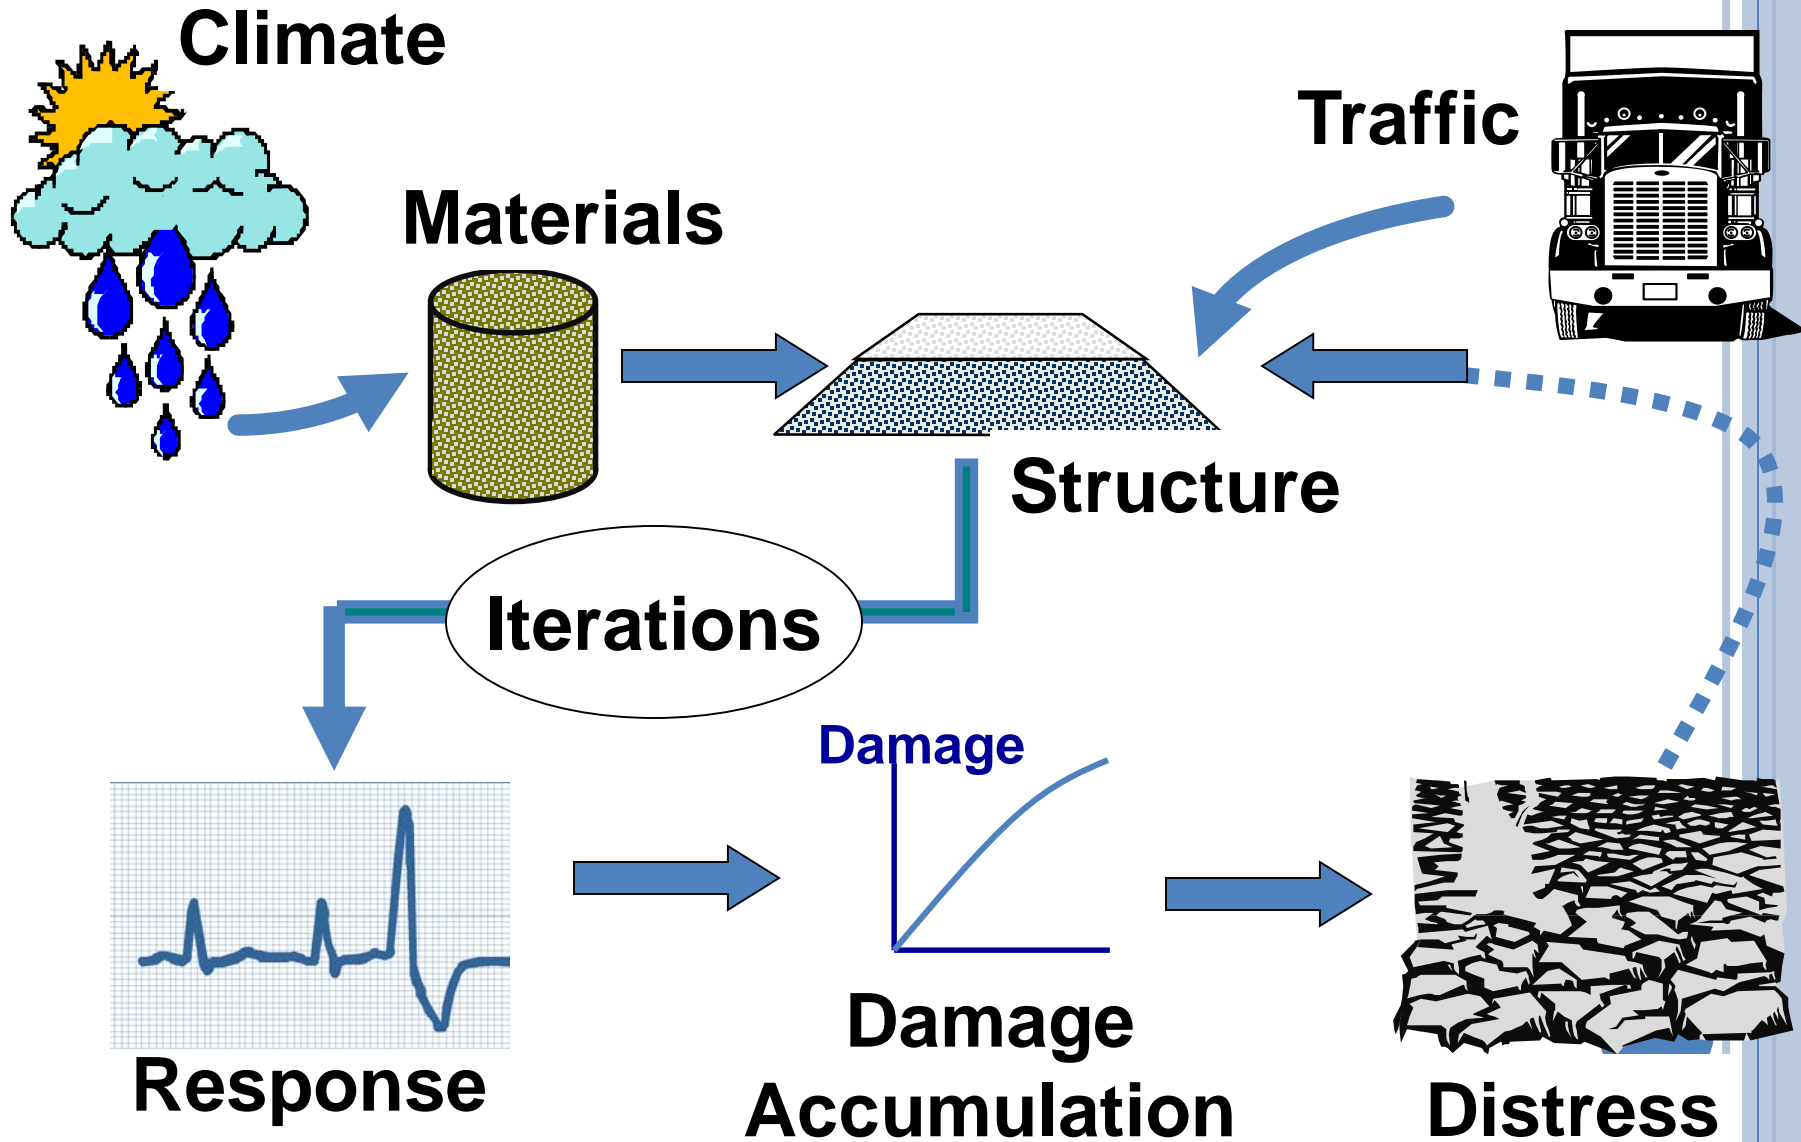 Climate
Traffic
Materials
Structure
Iterations
Damage
Response
Damage
Accumulation
Distress